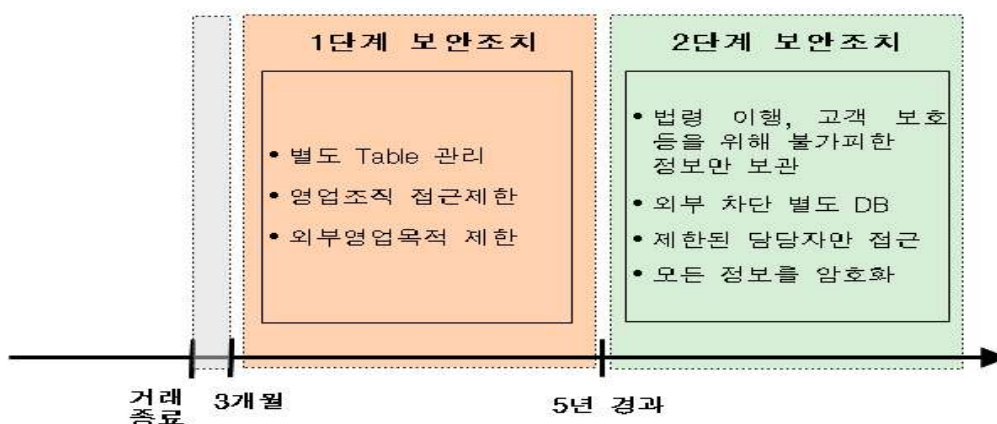 1단계 보안조치
• 별도 Table 관리
• 영업조직 접근제한
• 외부영업목적 제한
2단계 보안조치
• 법령 이행, 고객 보호
등을 위해 불가피한
정보만 보관
• 외부 차단 별도 DB
• 제한된 담당자만 접근
• 모든 정보를 암호화
거래
종료
3개월
5년 경과